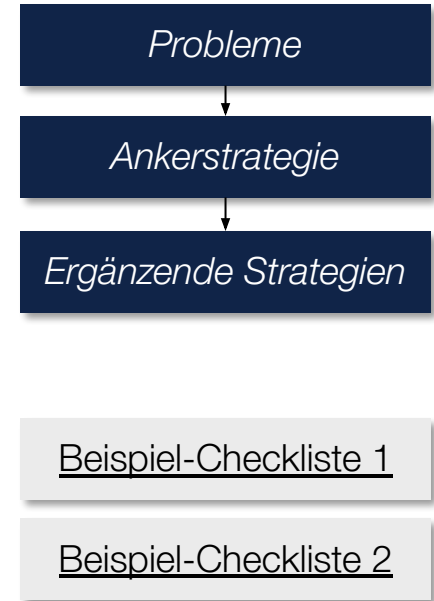 Probleme
Ankerstrategie
Ergänzende Strategien
Beispiel-Checkliste 1
Beispiel-Checkliste 2